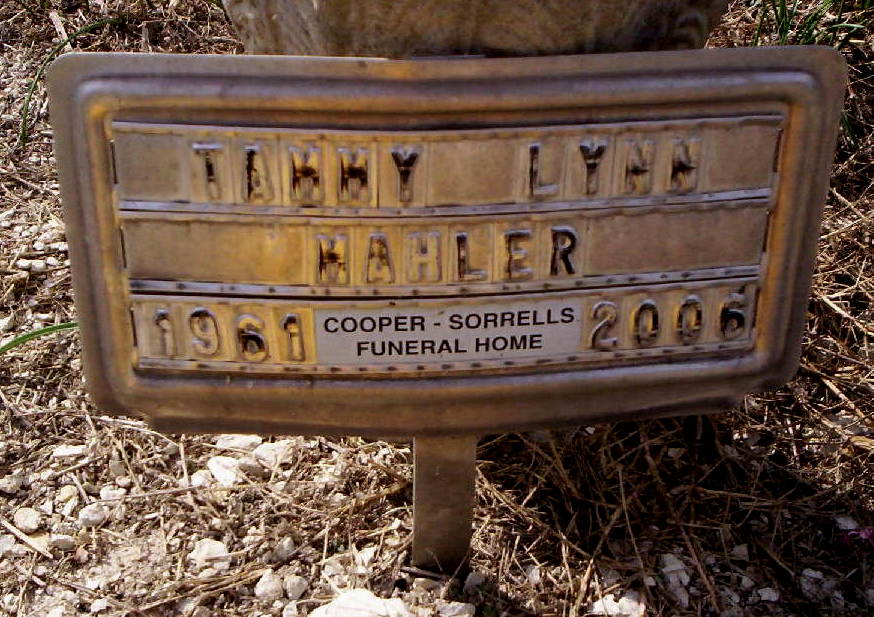 TAMMY LYNN
MAHLER
1961 COOPER - SORRELLS 2006
FUNERAL HOME